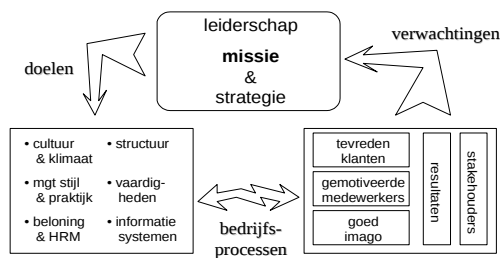 leiderschap
missie
&
strategie
doelen
verwachtingen
• cultuur
& klimaat
• mgt stijl
& praktijk
• beloning
& HRM
• structuur
• vaardig-
heden
• informatie
systemen
bedrijfs-
processen
tevreden
klanten
gemotiveerde
medewerkers
goed
imago
resultaten
stakehouders